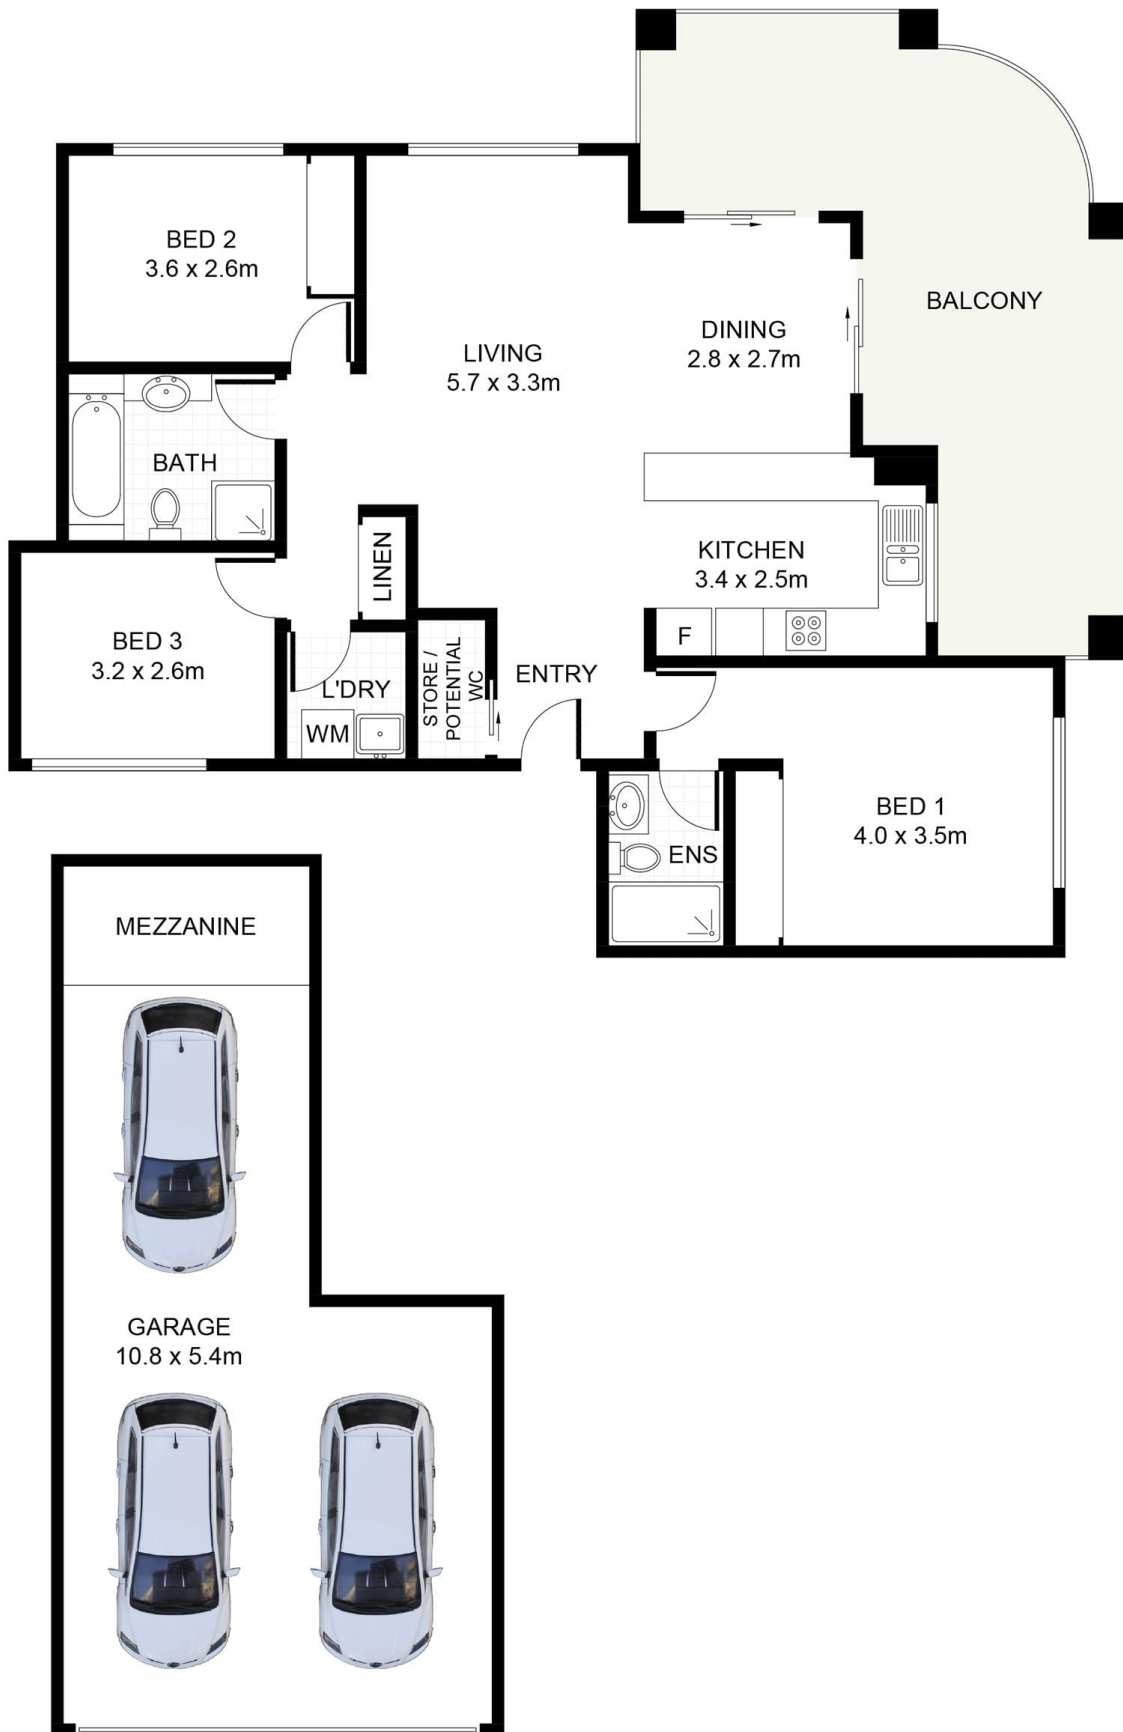 BED 2
3.6 x 2.6m
LIVING
5.7 x 3.3m
DINING
2.8 x 2.7m
BALCONY
BATH
LINEN
KITCHEN
3.4 x 2.5m
F
BED 3
3.2 x 2.6m
L'DRY
WM
STORE /
POTENTIAL
WC
ENTRY
BED 1
4.0 x 3.5m
ENS
MEZZANINE
GARAGE
10.8 x 5.4m